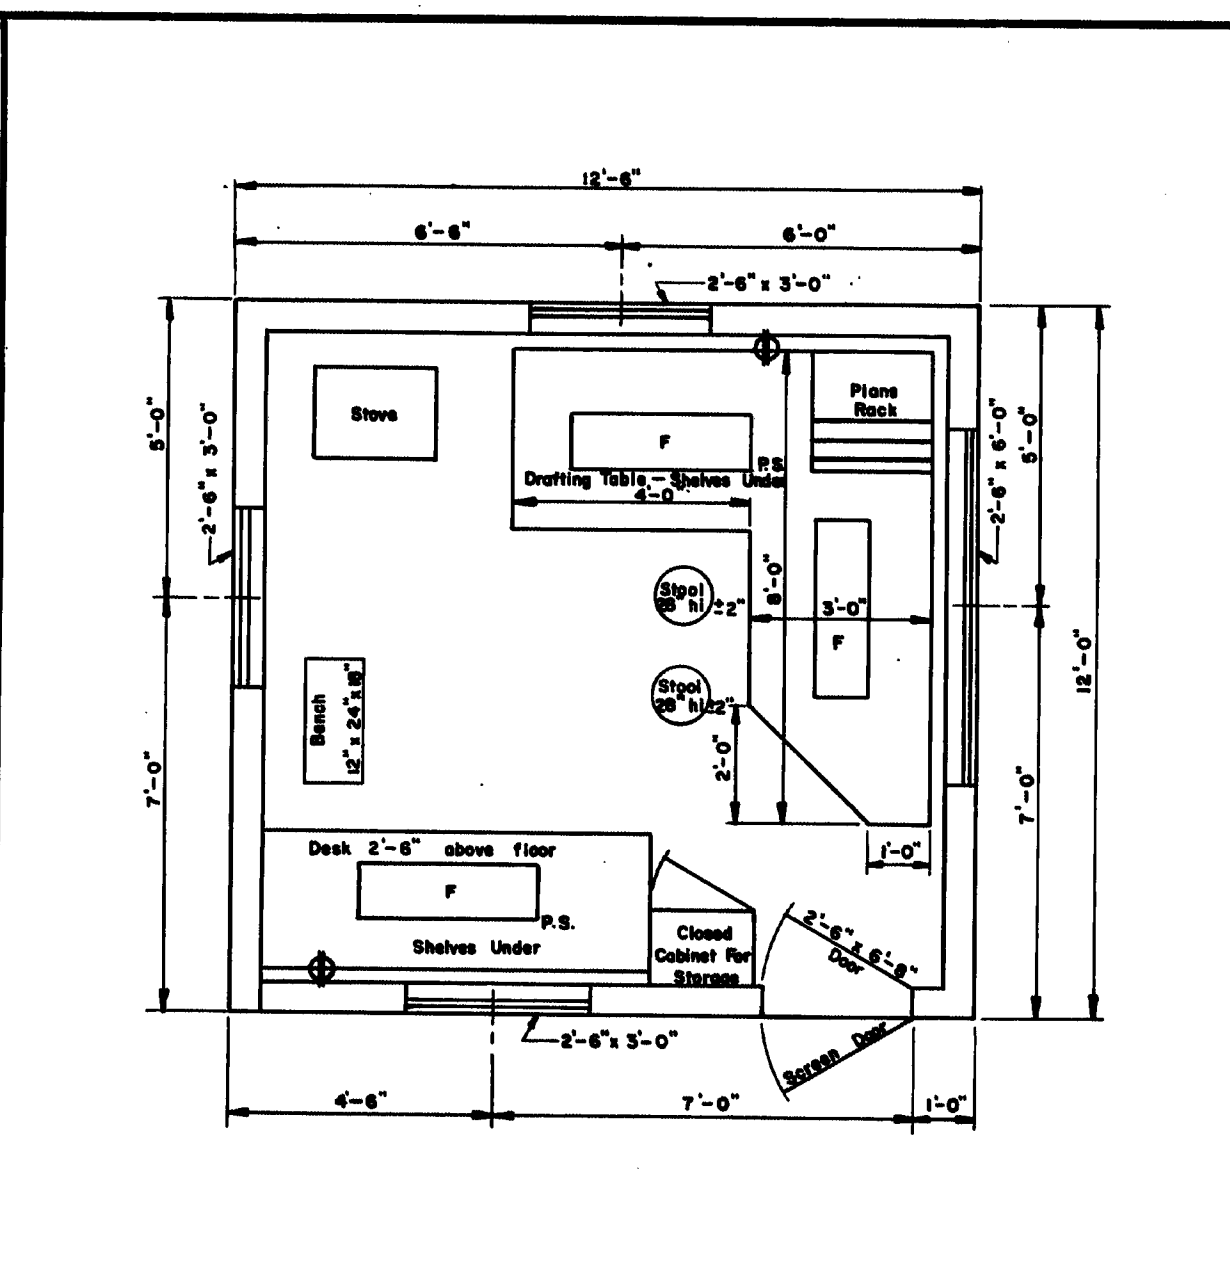 12'-6"
6'-6"
6'-0"
2'-6" x 3'-0"
5'-0"
2'-6" x 3'-0"
7'-0"
Stove
Plans
Rack
F
P.S.
Drafting Table - Shelves Under
4'-0"
2'-6" x 6'-0"
5'-0"
12'-0"
7'-0"
8'-0"
3'-0"
F
Stool
28" hi ±2"
Stool
28" hi ±2"
2'-0"
1'-0"
Bench
12" x 24" x 18"
Desk 2'-6" above floor
F
P.S.
Shelves Under
Closed
Cabinet For
Storage
2'-6" x 6'-8"
Door
Screen Door
2'-6" x 3'-0"
4'-6"
7'-0"
1'-0"